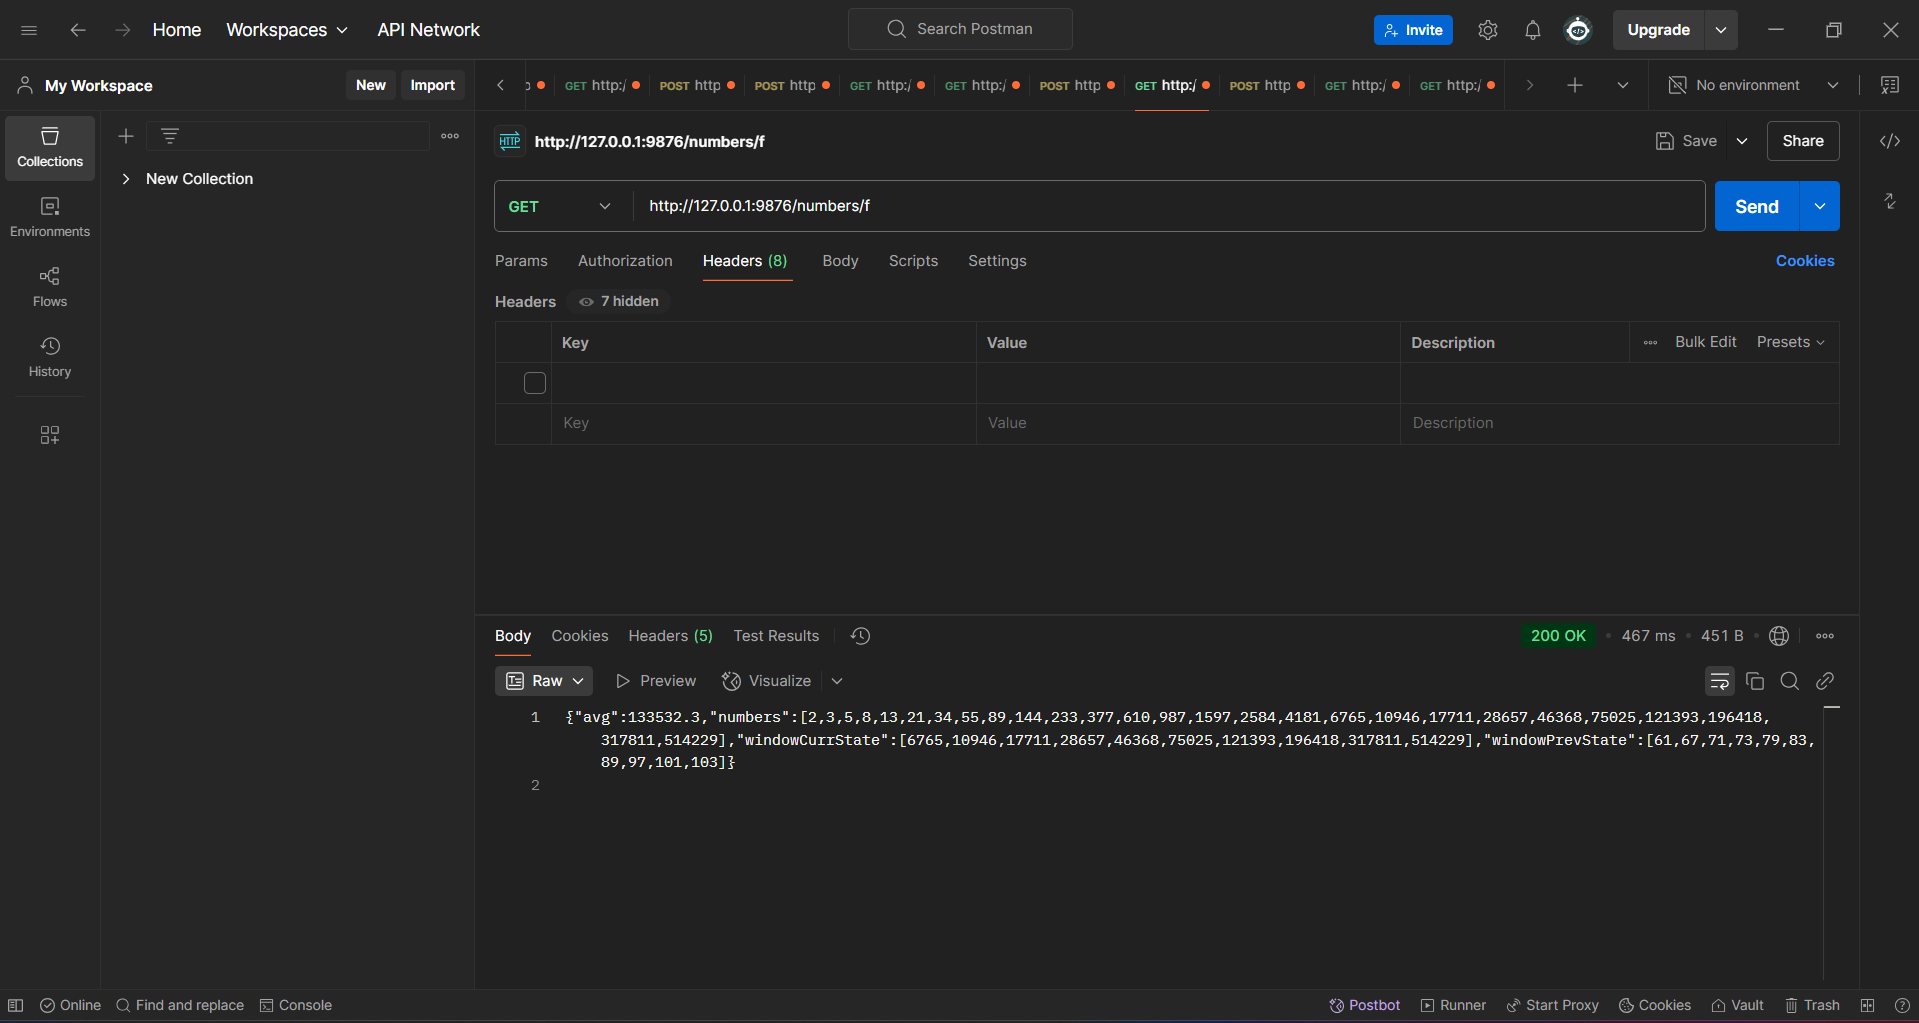 Home
Workspaces
API Network
Search Postman
Invite
Upgrade
My Workspace
New
Import
GET http:/
POST http
POST http
GET http:/
GET http:/
POST http
GET http:/
POST http
GET http:/
GET http:/
No environment
Collections
Environments
Flows
History
New Collection
HTTP
http://127.0.0.1:9876/numbers/f
Save
Share
GET
http://127.0.0.1:9876/numbers/f
Send
Params
Authorization
Headers (8)
Body
Scripts
Settings
Cookies
Headers
7 hidden
Key
Value
Description
Bulk Edit
Presets
Key
Value
Description
Body
Cookies
Headers (5)
Test Results
200 OK
467 ms
451 B
Raw
Preview
Visualize
1 {"avg":133532.3,"numbers":[2,3,5,8,13,21,34,55,89,144,233,377,610,987,1597,2584,4181,6765,10946,17711,28657,46368,75025,121393,196418,
317811,514229],"windowCurrState":[6765,10946,17711,28657,46368,75025,121393,196418,317811,514229],"windowPrevState":[61,67,71,73,79,83,
89,97,101,103]}
2
Online
Find and replace
Console
Postbot
Runner
Start Proxy
Cookies
Vault
Trash